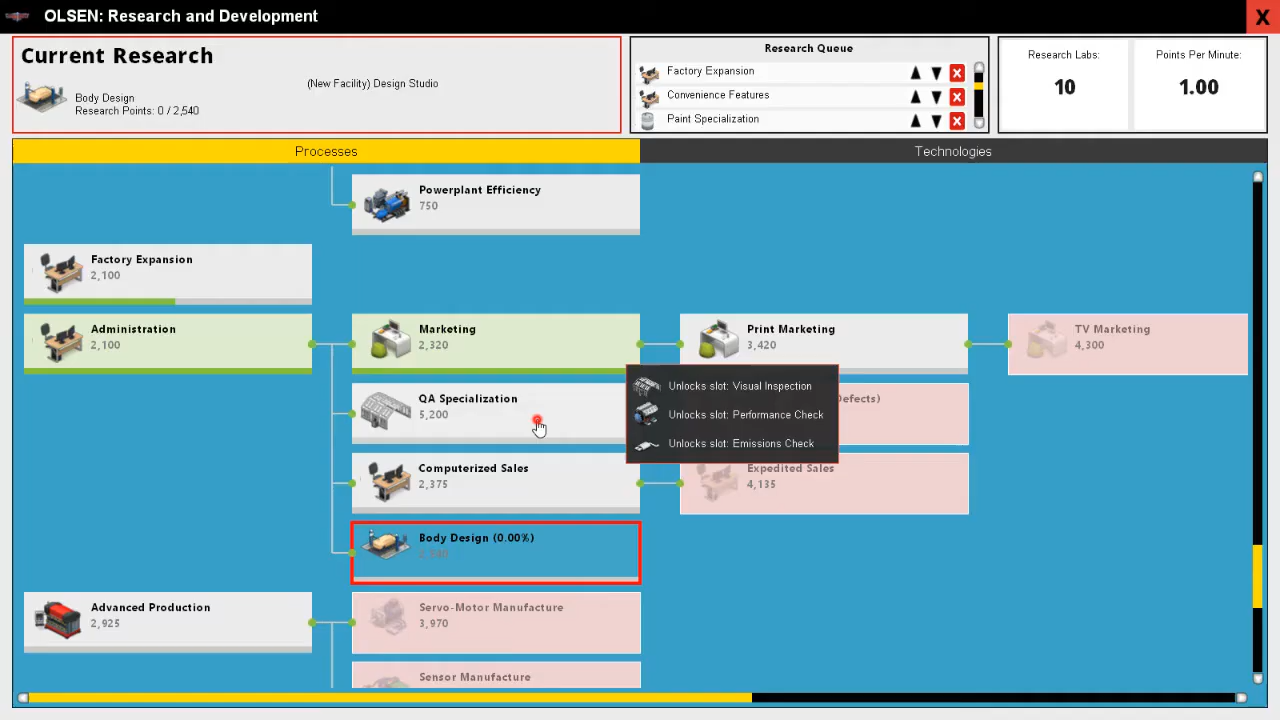 OLSEN: Research and Development
X
Current Research
(New Facility) Design Studio
Body Design
Research Points: 0 / 2,540
Research Queue
Factory Expansion
Convenience Features
Paint Specialization
Research Labs:
10
Points Per Minute:
1.00
Processes
Technologies
Powerplant Efficiency
750
Factory Expansion
2,100
Administration
2,100
Marketing
2,320
Print Marketing
3,420
TV Marketing
4,300
QA Specialization
5,200
Unlocks slot: Visual Inspection
Unlocks slot: Performance Check
Unlocks slot: Emissions Check
Defects)
Computerized Sales
2,375
Expedited Sales
4,135
Body Design (0.00%)
2,540
Advanced Production
2,925
Servo-Motor Manufacture
3,970
Sensor Manufacture